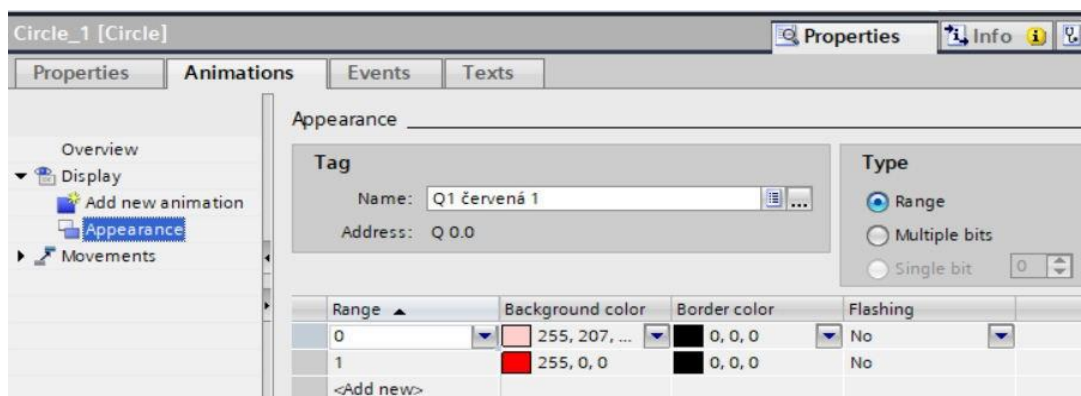 Circle_1 [Circle]
Properties
Info
Properties
Animations
Events
Texts
Appearance
Overview
Display
Add new animation
Appearance
Movements
Tag
Name: Q1 červená 1
Address: Q 0.0
Type
Range
Multiple bits
Single bit 0
Range Background color Border color Flashing
0 255, 207, ... 0, 0, 0 No
1 255, 0, 0 0, 0, 0 No
<Add new>